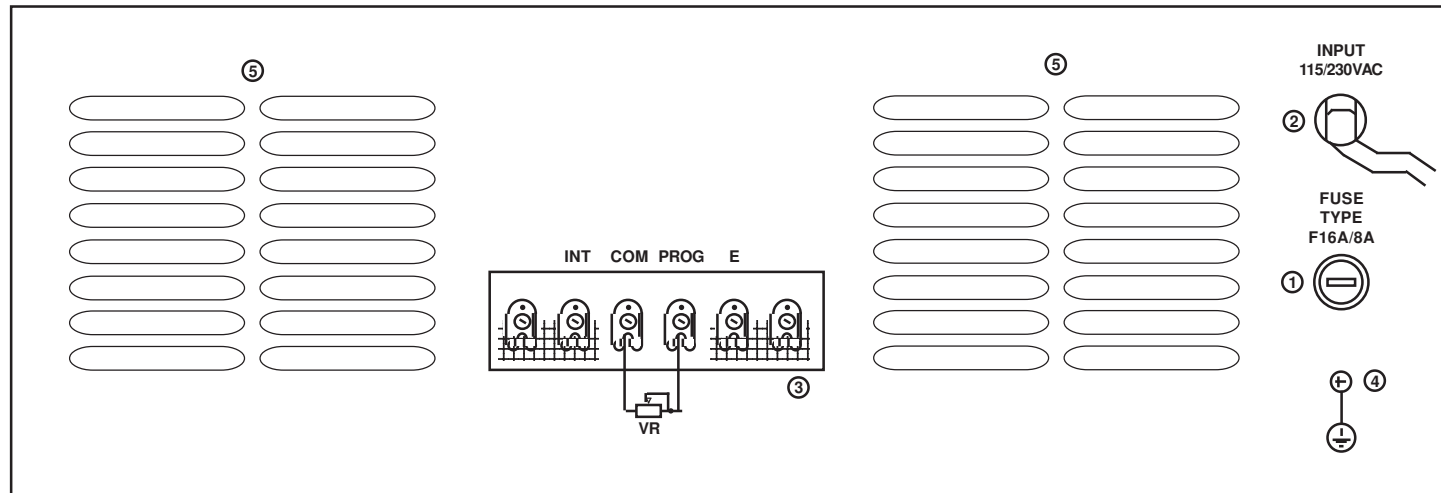 ⑤
⑤
INPUT
115/230VAC
②
FUSE
TYPE
F16A/8A
INT COM PROG E
①
③
④
VR